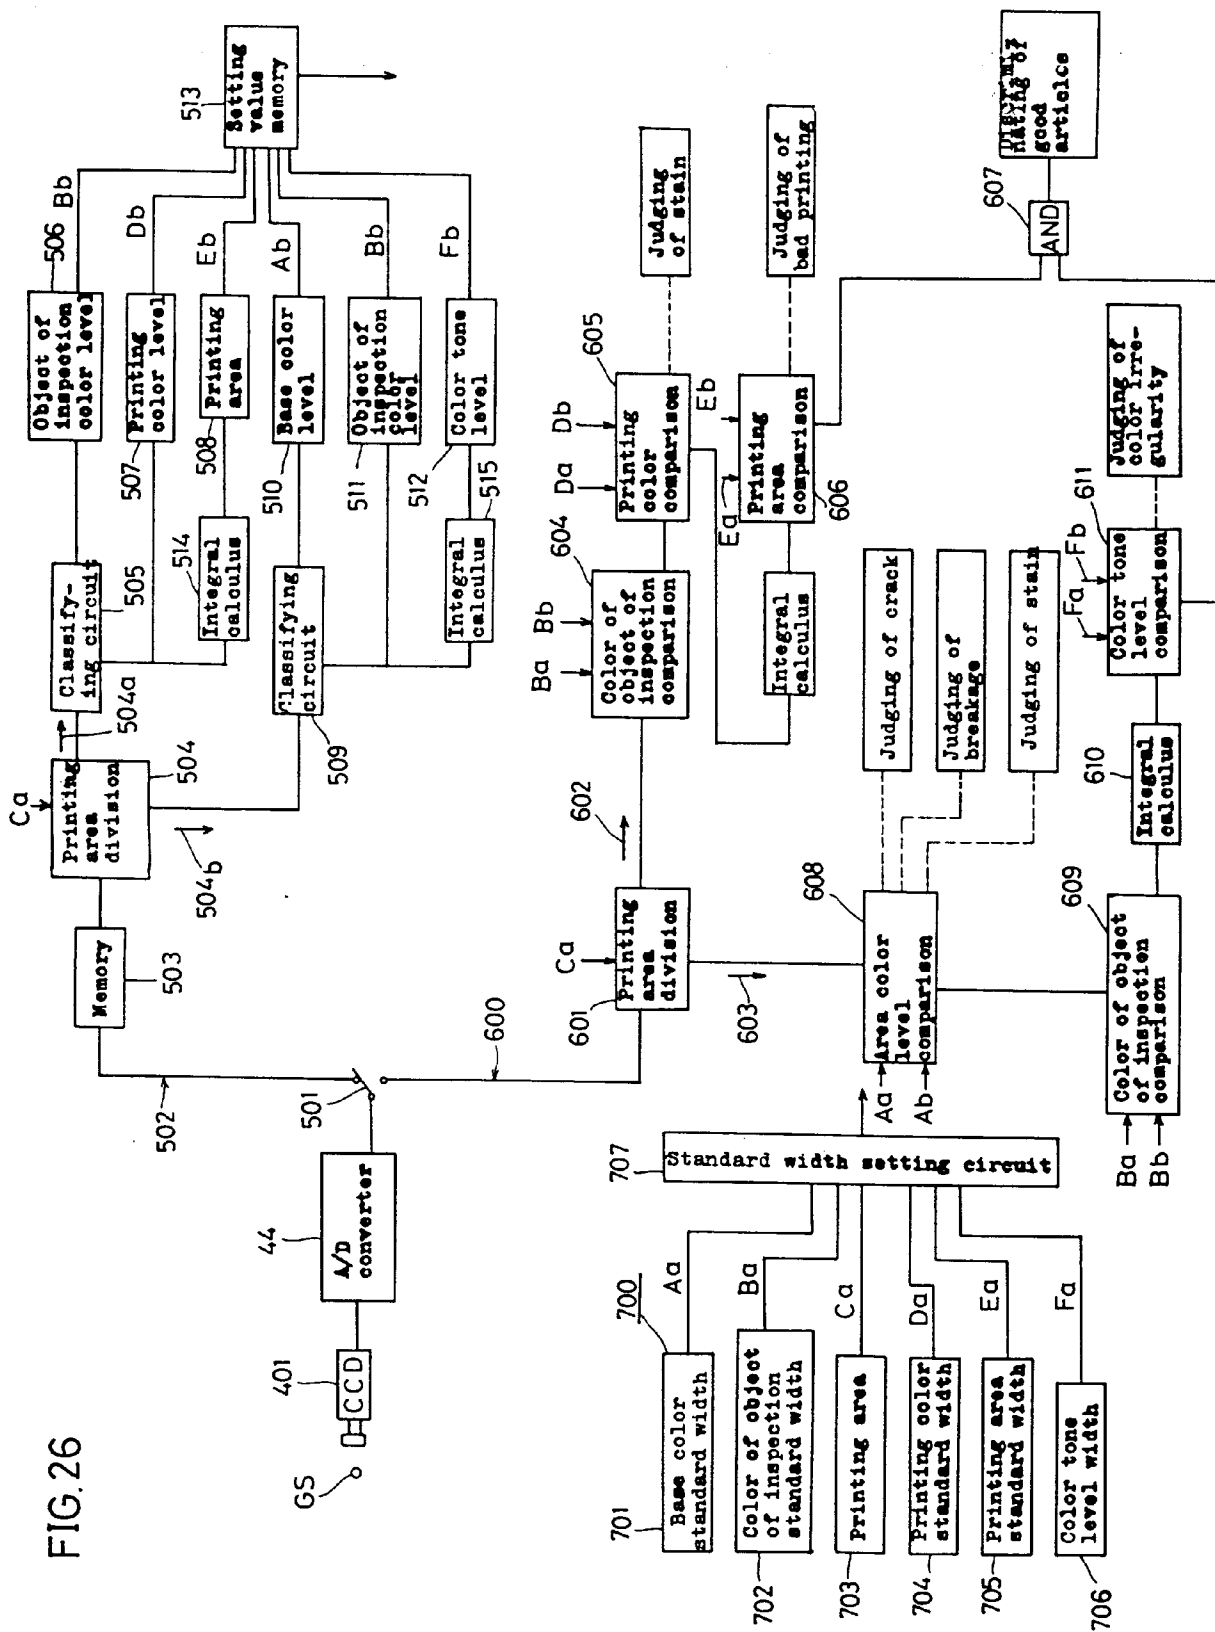 FIG.26
GS
401
CCD
44
A/D
converter
501
502
600
Memory
503
Ca
Printing
area
division
504
504a
504b
Classify-
ing circuit
505
Object of
inspection
color level
506
Bb
Printing
color level
507
Db
514
Integral
calculus
Printing
area
508
Eb
Classifying
circuit
509
Base color
level
510
Ab
Object of
inspection
color
level
511
Bb
Integral
calculus
515
Color tone
level
512
Fb
513
Setting
value
memory
Ca
Printing
area
division
601
602
603
Ba
Bb
604
Color of
object of
inspection
comparison
Da
Db
605
Printing
color
comparison
Judging
of stain
Integral
calculus
Ea
Eb
Printing
area
comparison
606
Judging of
bad printing
Aa
Ab
Area color
level
comparison
608
Judging of crack
Judging of
breakage
Judging of stain
Ba
Bb
Color of object
of inspection
comparison
609
Integral
calculus
610
Fa
Fb
Color tone
level
comparison
611
Judging of
color irre-
gularity
607
AND
Discrimi-
nating of
good
articles
700
701
Base color
standard width
Aa
702
Color of object
of inspection
standard width
Ba
703
Printing area
Ca
704
Printing color
standard width
Da
705
Printing area
standard width
Ea
706
Color tone
level width
Fa
707
Standard width setting circuit